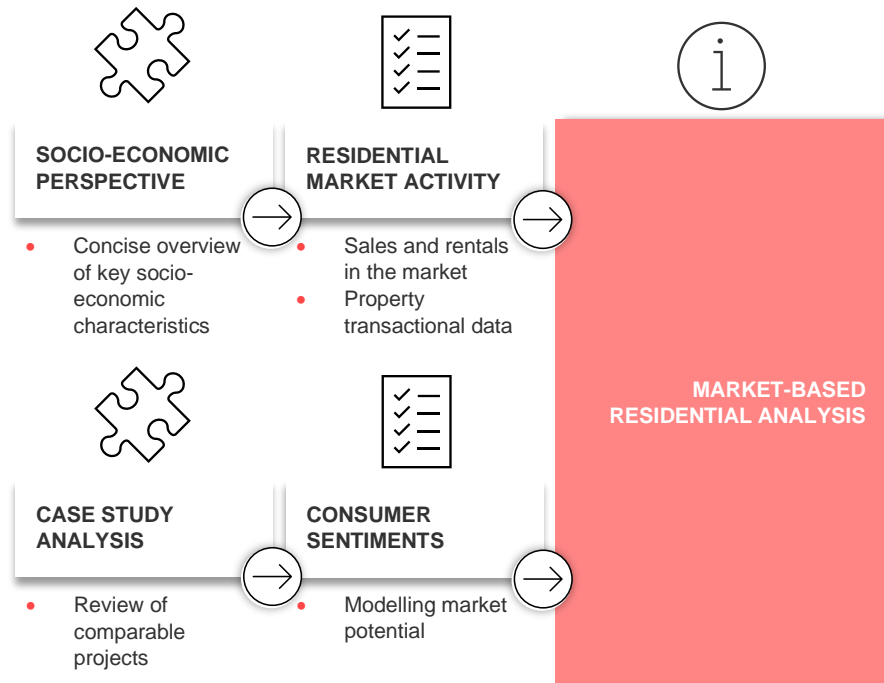 SOCIO-ECONOMIC
PERSPECTIVE
• Concise overview
of key socio-
economic
characteristics
RESIDENTIAL
MARKET ACTIVITY
• Sales and rentals
in the market
• Property
transactional data
CASE STUDY
ANALYSIS
• Review of
comparable
projects
CONSUMER
SENTIMENTS
• Modelling market
potential
i
MARKET-BASED
RESIDENTIAL ANALYSIS